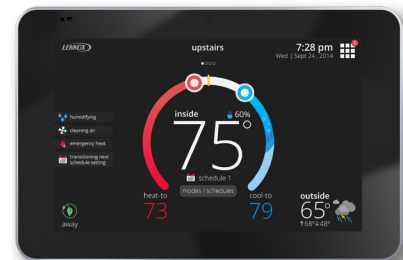 LENNOX
upstairs
7:28 pm
Wed | Sept 24, 2014
humidifying
cleaning air
emergency heat
transitioning next
schedule setting
inside
60%
75°
schedule 1
modes / schedules
heat-to
73
cool-to
79
away
outside
65°
↑68°↓48°